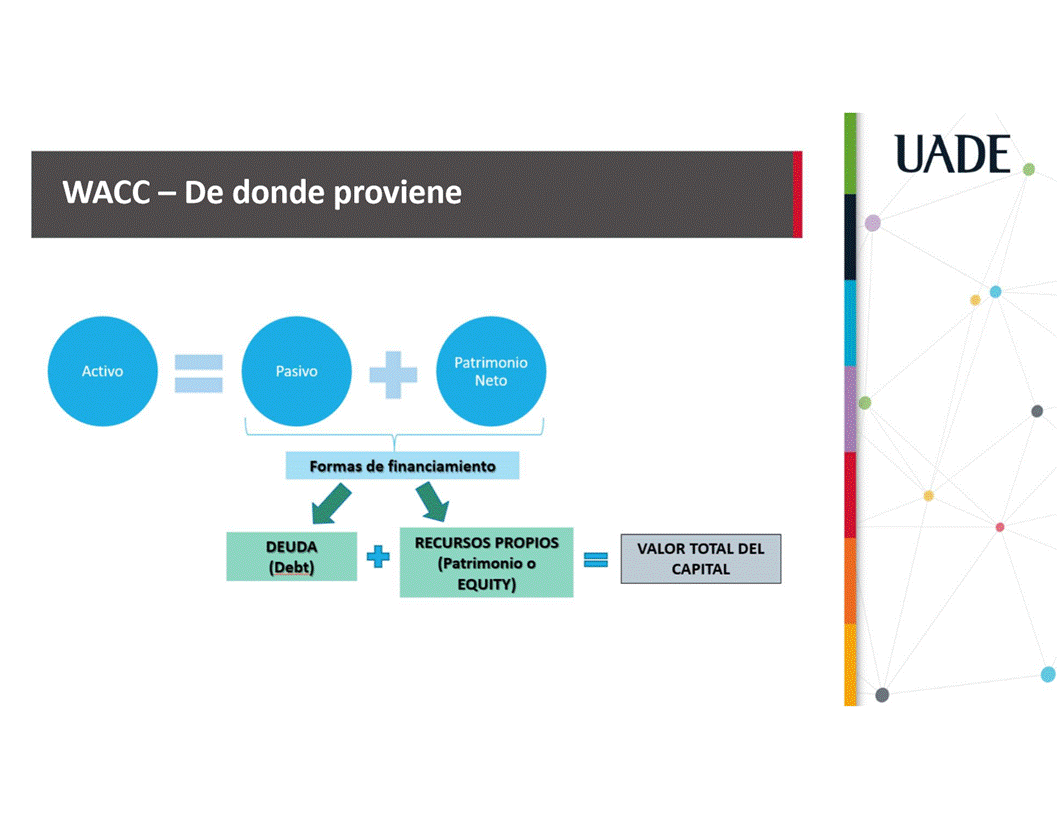 UADE
WACC – De donde proviene
Activo
Pasivo
Patrimonio
Neto
Formas de financiamiento
DEUDA
(Debt)
RECURSOS PROPIOS
(Patrimonio o
EQUITY)
VALOR TOTAL DEL
CAPITAL